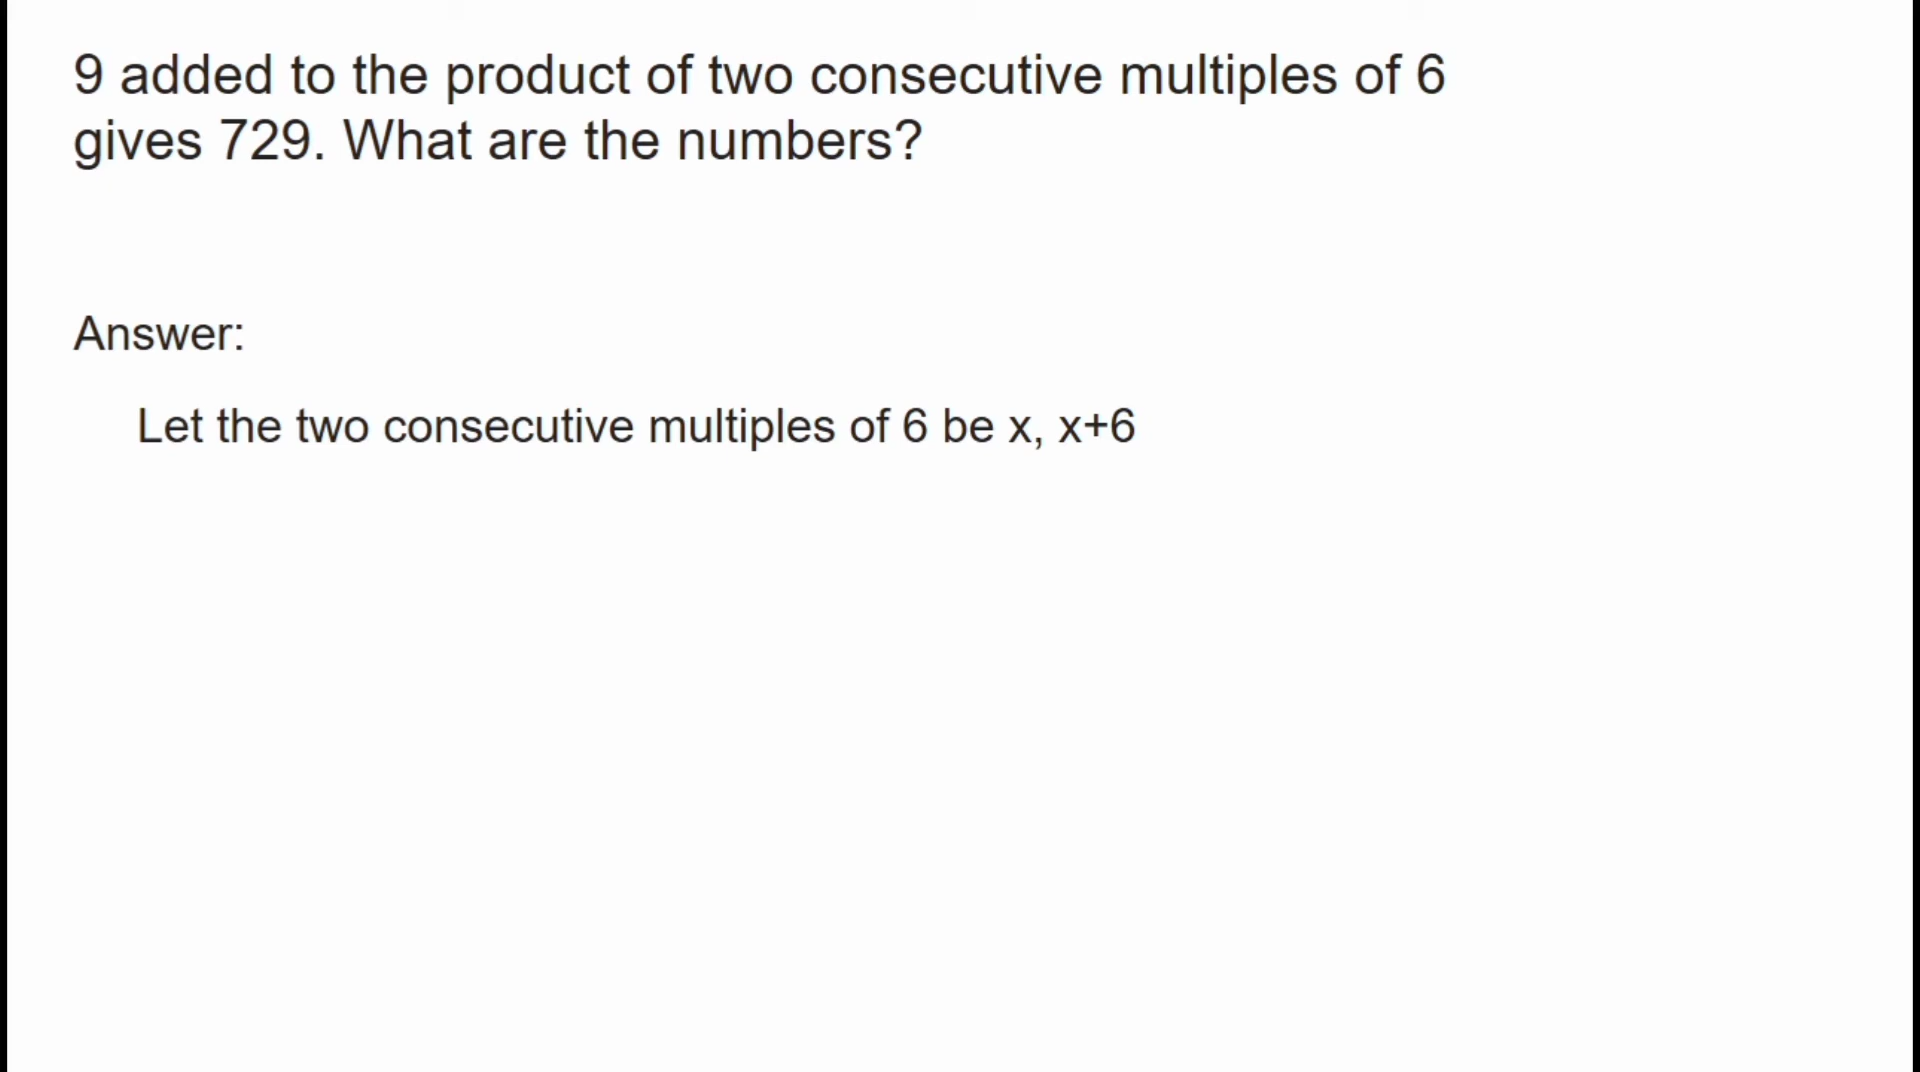 9 added to the product of two consecutive multiples of 6
gives 729. What are the numbers?
Answer:
Let the two consecutive multiples of 6 be x, x+6